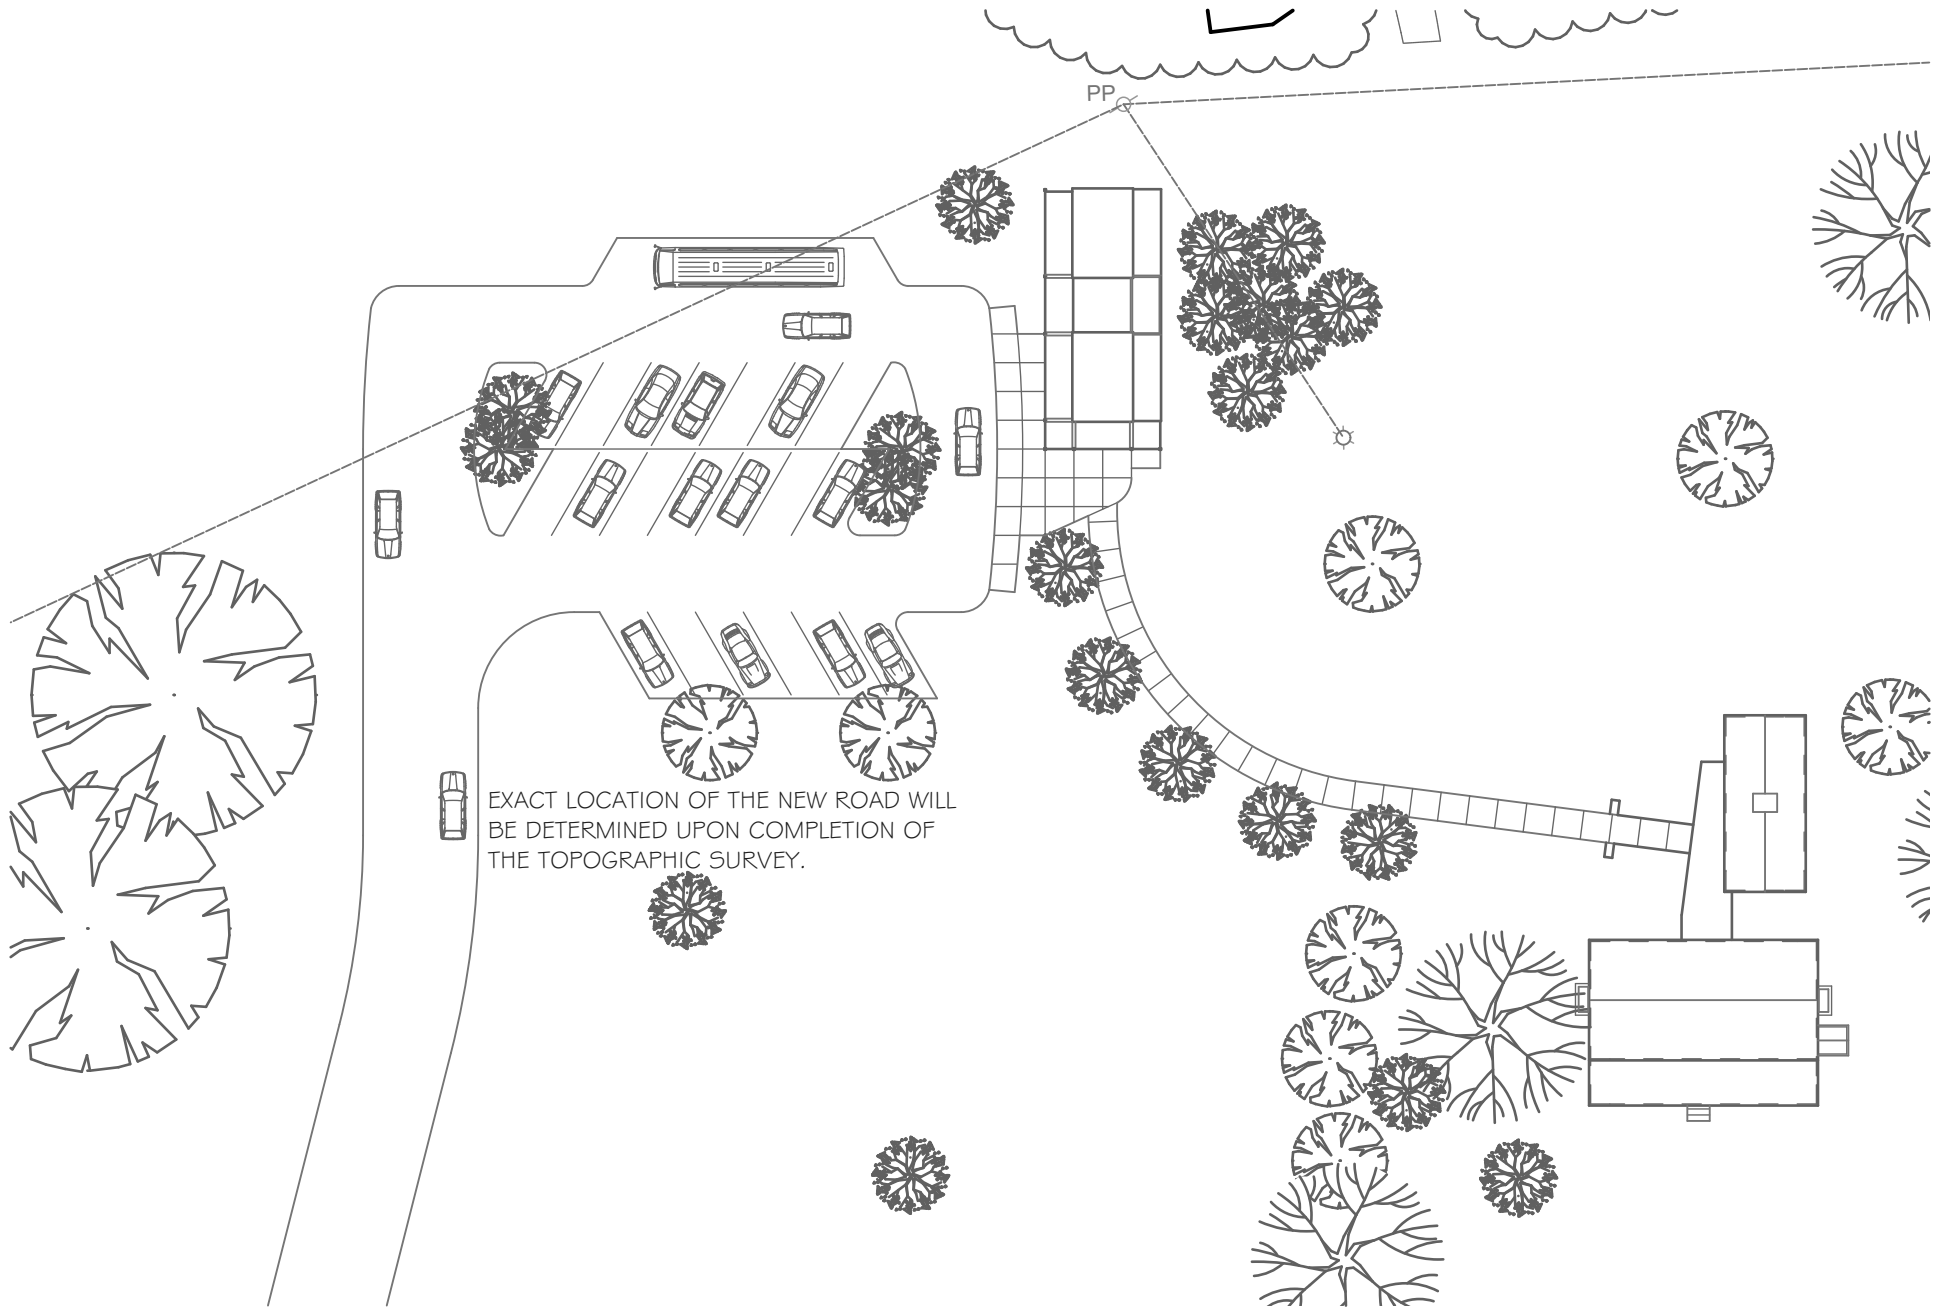 PP
EXACT LOCATION OF THE NEW ROAD WILL
BE DETERMINED UPON COMPLETION OF
THE TOPOGRAPHIC SURVEY.